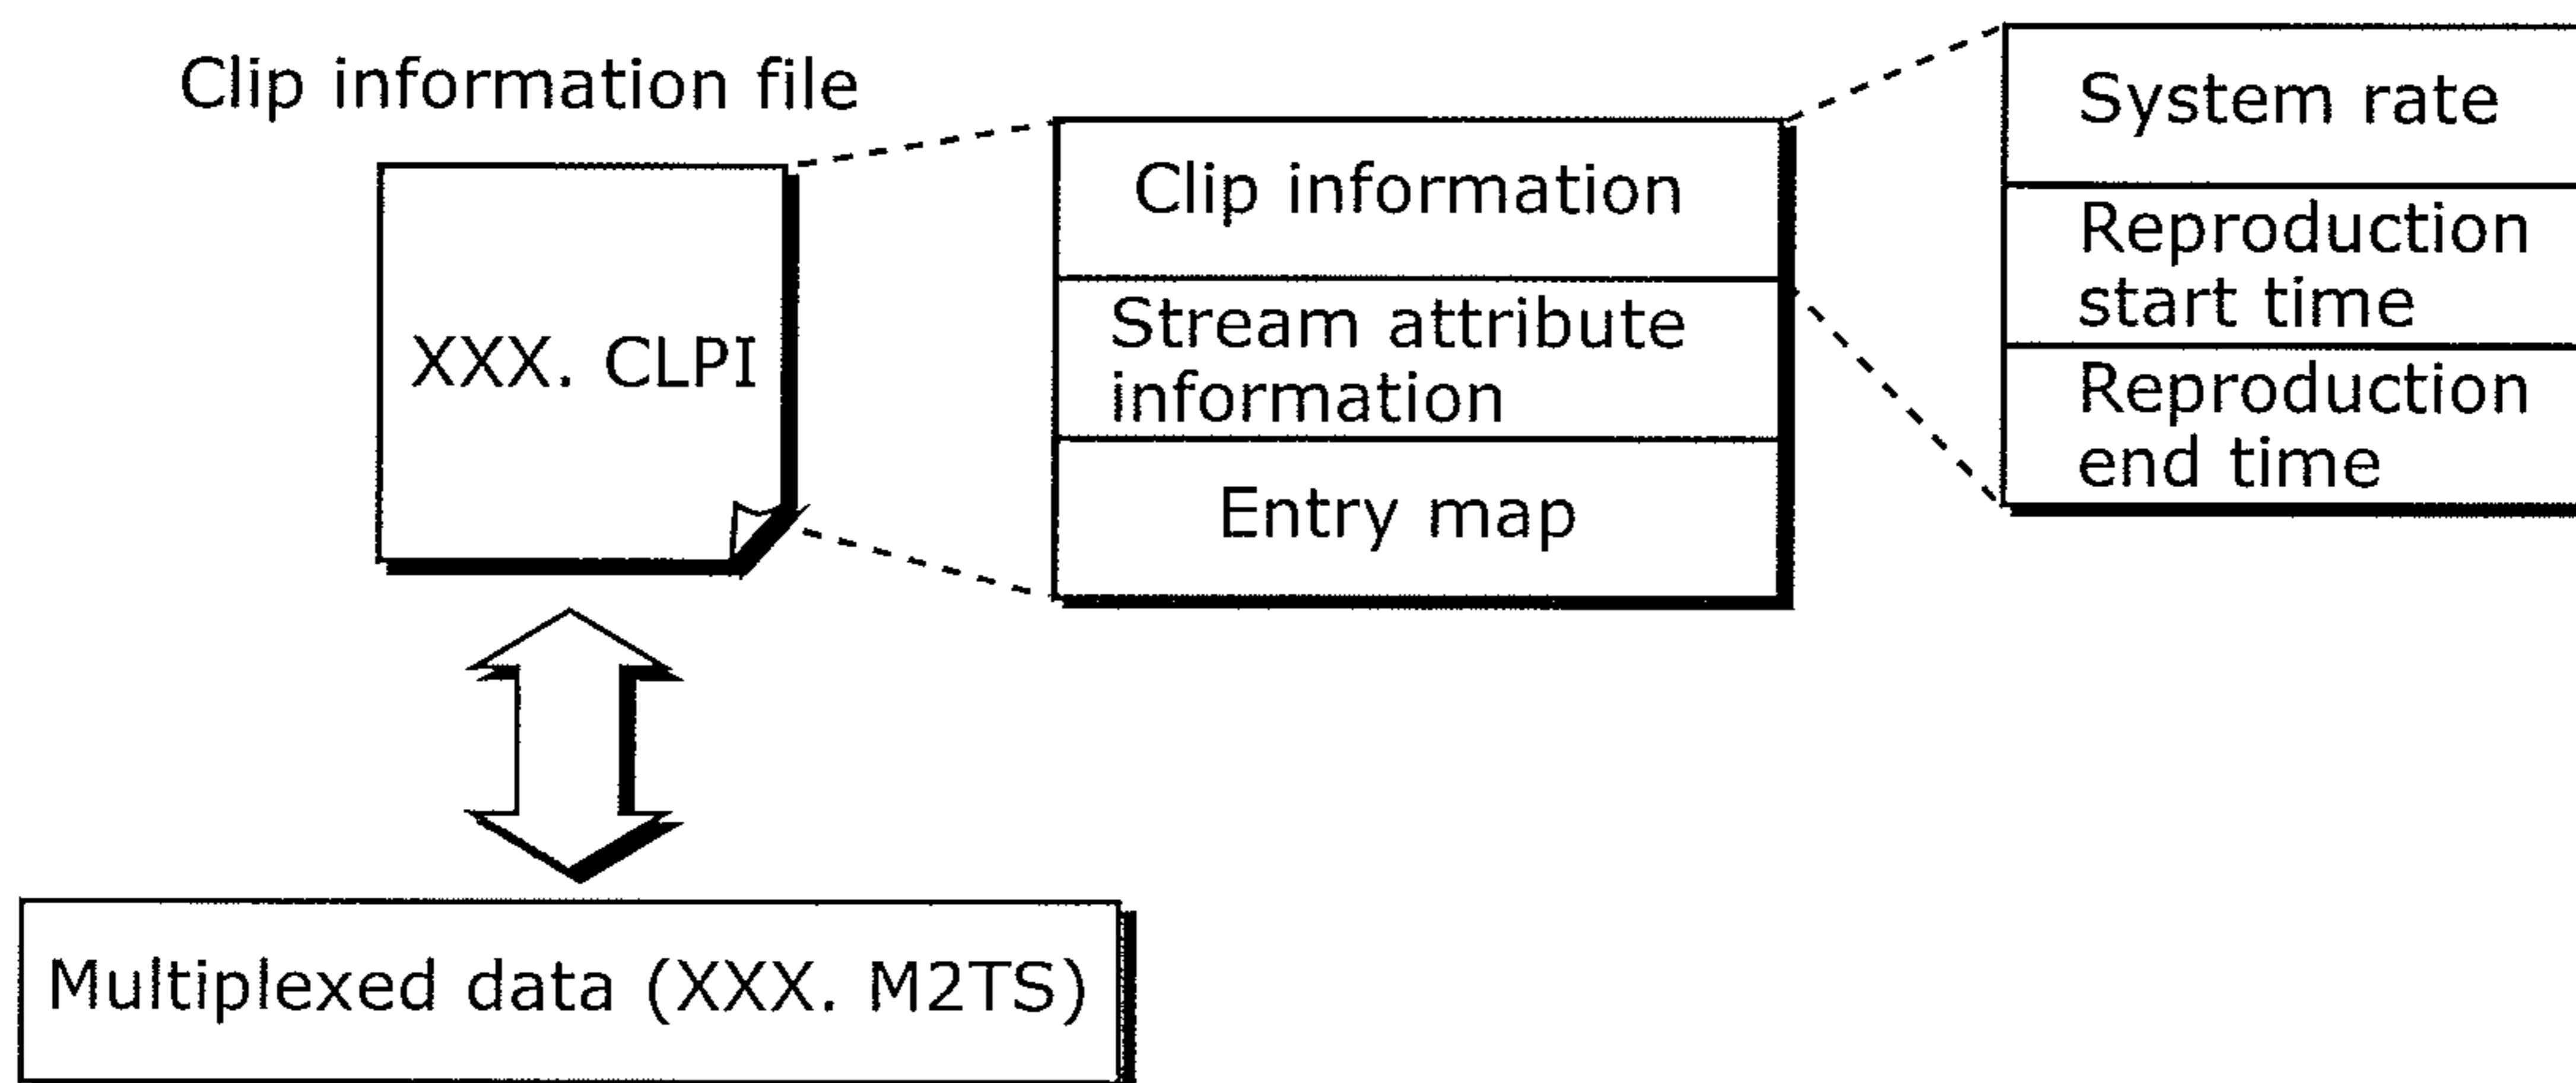 Clip information file
XXX. CLPI
Clip information
Stream attribute
information
Entry map
System rate
Reproduction
start time
Reproduction
end time
Multiplexed data (XXX. M2TS)